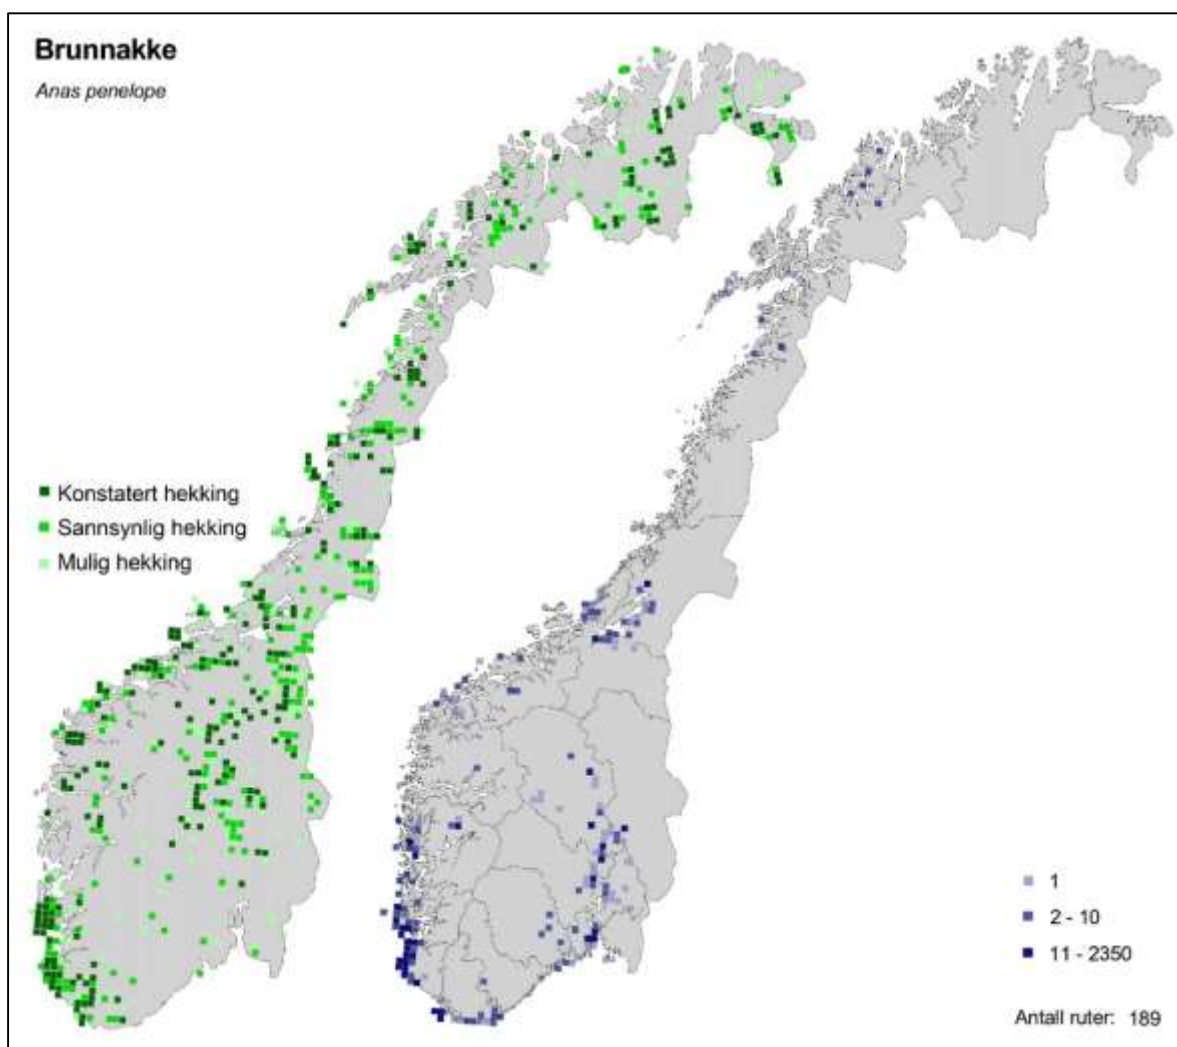 Brunnakke
Anas penelope
Konstatert hekking
Sannsynlig hekking
Mulig hekking
1
2 - 10
11 - 2350
Antall ruter: 189